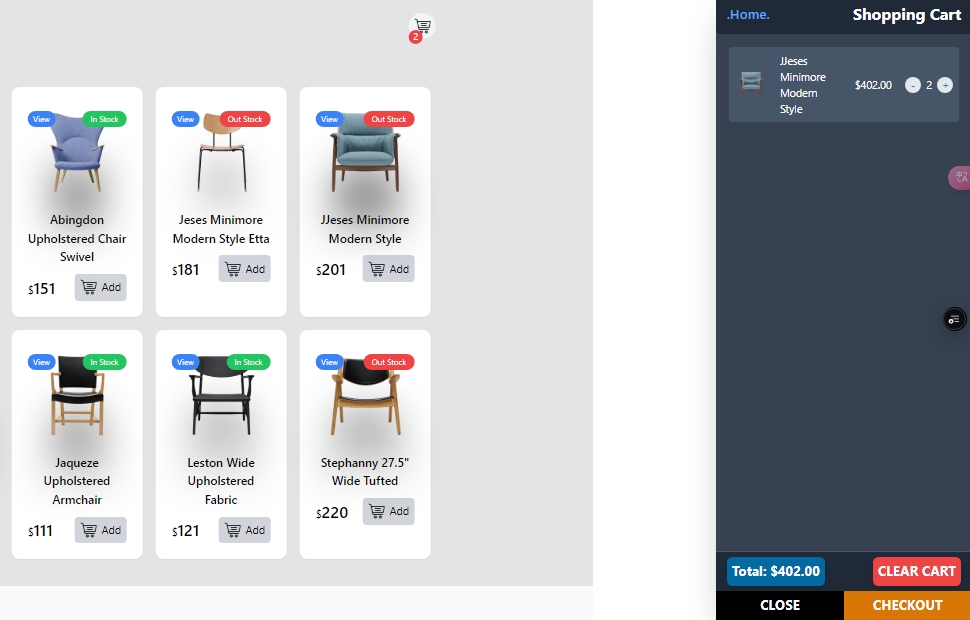 2
View In Stock
Abingdon
Upholstered Chair
Swivel
$151 Add
View Out Stock
Jeses Minimore
Modern Style Etta
$181 Add
View Out Stock
JJeses Minimore
Modern Style
$201 Add
View In Stock
Jaqueze
Upholstered
Armchair
$111 Add
View In Stock
Leston Wide
Upholstered
Fabric
$121 Add
View Out Stock
Stephanny 27.5"
Wide Tufted
$220 Add
.Home. Shopping Cart
JJeses
Minimore
Modern
Style
$402.00 - 2 +
Total: $402.00 CLEAR CART
CLOSE CHECKOUT